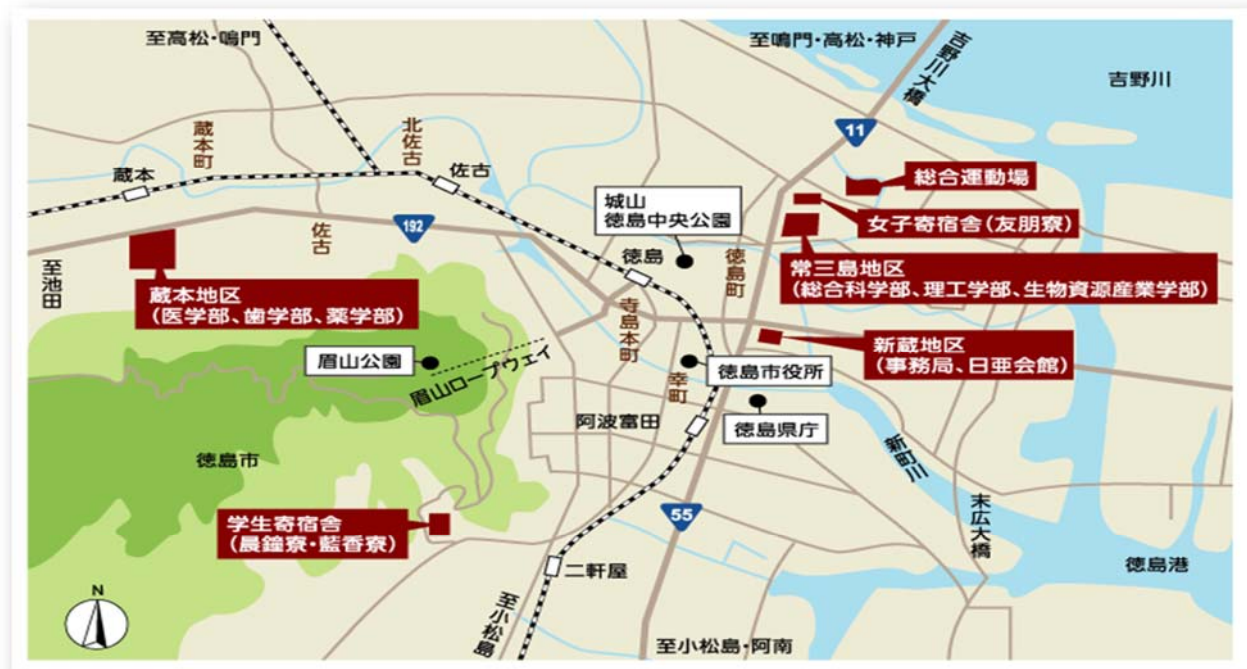 至高松・鳴門
至鳴門・高松・神戸
吉野川大橋
吉野川
11
蔵本町
北佐古
蔵本
佐古
総合運動場
城山
徳島中央公園
女子寄宿舎(友朋寮)
192
佐古
徳島
徳島町
常三島地区
(総合科学部、理工学部、生物資源産業学部)
至池田
蔵本地区
(医学部、歯学部、薬学部)
寺島本町
新蔵地区
(事務局、日亜会館)
眉山公園
眉山ロープウェイ
幸町
徳島市役所
阿波富田
徳島県庁
新町川
徳島市
55
末広大橋
学生寄宿舎
(晨鐘寮・藍香寮)
二軒屋
徳島港
N
至小松島
至小松島・阿南